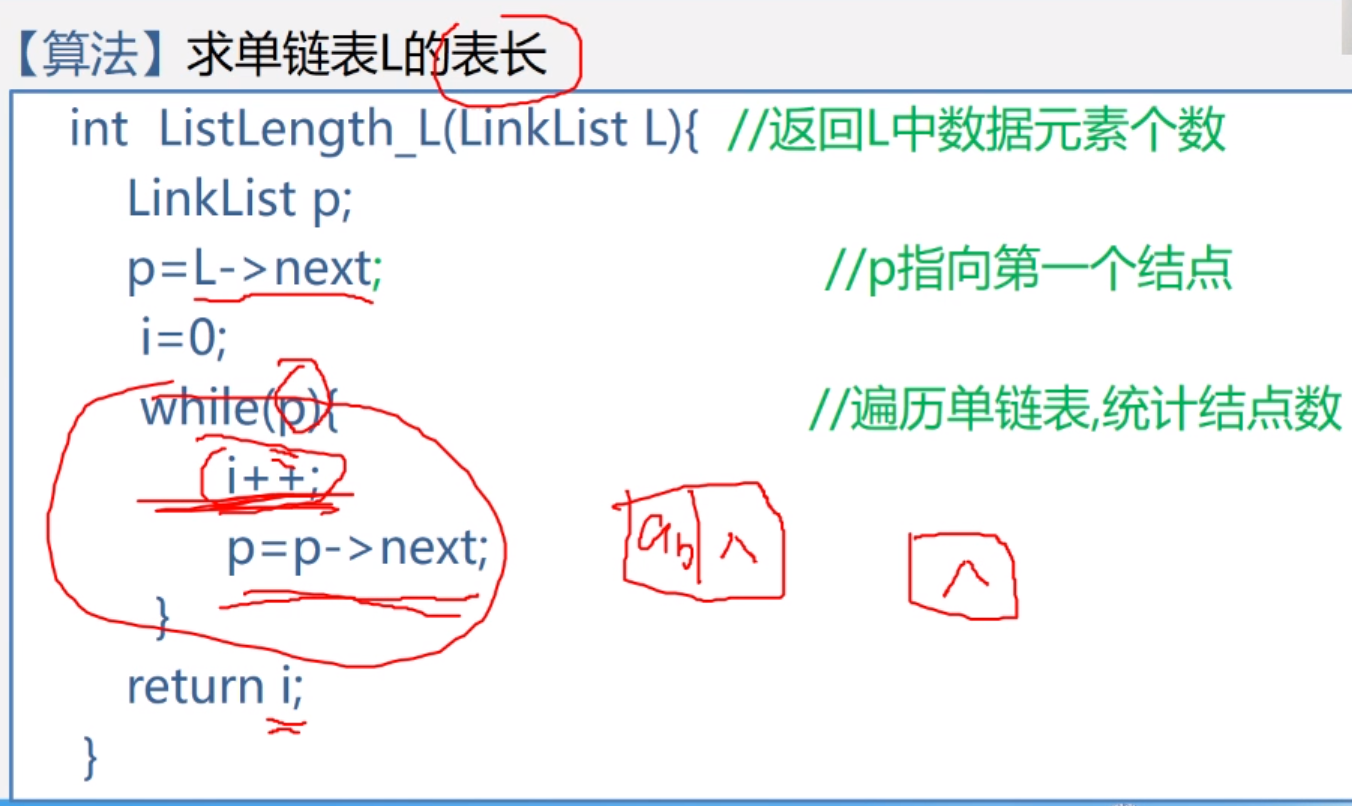 【算法】求单链表L的表长
int ListLength_L(LinkList L){ //返回L中数据元素个数
LinkList p;
p=L->next; //p指向第一个结点
i=0;
while(p){ //遍历单链表,统计结点数
i++;
p=p->next;
}
return i;
}